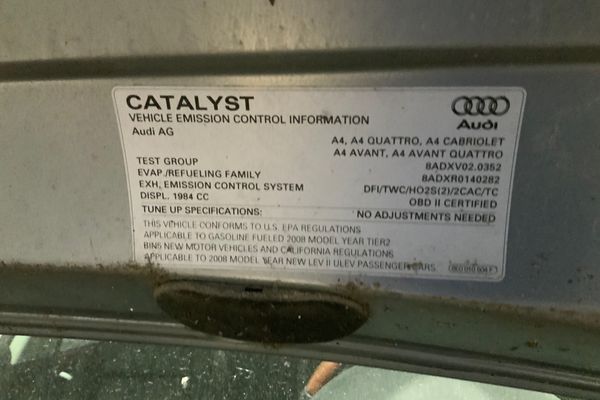 CATALYST
VEHICLE EMISSION CONTROL INFORMATION
Audi AG
Audi
A4, A4 QUATTRO, A4 CABRIOLET
A4 AVANT, A4 AVANT QUATTRO
TEST GROUP 8ADXV02.0352
EVAP./REFUELING FAMILY 8ADXR0140282
EXH, EMISSION CONTROL SYSTEM DFI/TWC/HO2S(2)/2CAC/TC
DISPL. 1984 CC OBD II CERTIFIED
TUNE UP SPECIFICATIONS: NO ADJUSTMENTS NEEDED
THIS VEHICLE CONFORMS TO U.S. EPA REGULATIONS
APPLICABLE TO GASOLINE FUELED 2008 MODEL YEAR TIER2
BIN5 NEW MOTOR VEHICLES AND CALIFORNIA REGULATIONS
APPLICABLE TO 2008 MODEL YEAR NEW LEV II ULEV PASSENGER CARS
8E0 010 504 F